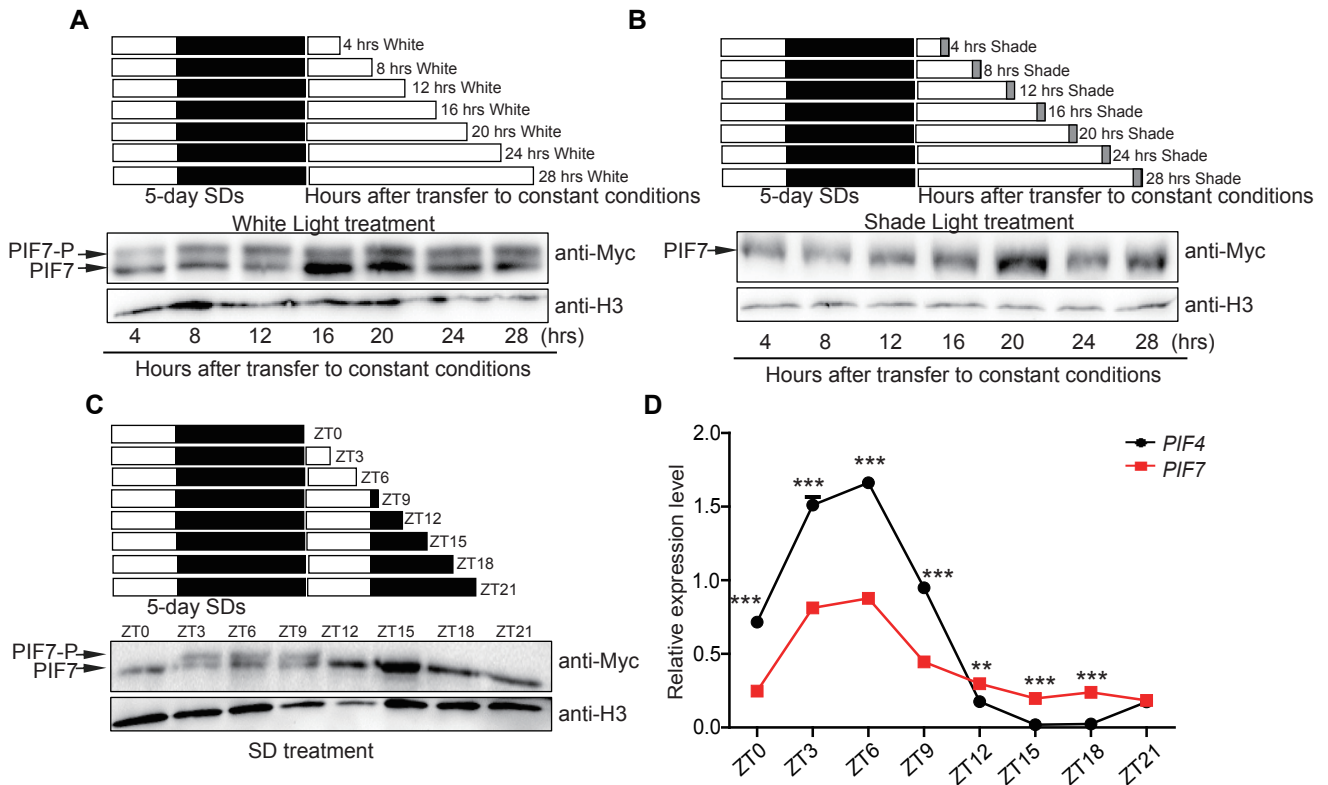 A
4 hrs White
8 hrs White
12 hrs White
16 hrs White
20 hrs White
24 hrs White
28 hrs White
5-day SDs
Hours after transfer to constant conditions
White Light treatment
PIF7-P
PIF7
anti-Myc
anti-H3
4 8 12 16 20 24 28 (hrs)
Hours after transfer to constant conditions
B
4 hrs Shade
8 hrs Shade
12 hrs Shade
16 hrs Shade
20 hrs Shade
24 hrs Shade
28 hrs Shade
5-day SDs
Hours after transfer to constant conditions
Shade Light treatment
PIF7
anti-Myc
anti-H3
4 8 12 16 20 24 28 (hrs)
Hours after transfer to constant conditions
C
ZT0
ZT3
ZT6
ZT9
ZT12
ZT15
ZT18
ZT21
5-day SDs
ZT0 ZT3 ZT6 ZT9 ZT12 ZT15 ZT18 ZT21
PIF7-P
PIF7
anti-Myc
anti-H3
SD treatment
D
Relative expression level
2.0
1.5
1.0
0.5
0.0
*** *** *** *** ** *** ***
PIF4
PIF7
ZT0 ZT3 ZT6 ZT9 ZT12 ZT15 ZT18 ZT21